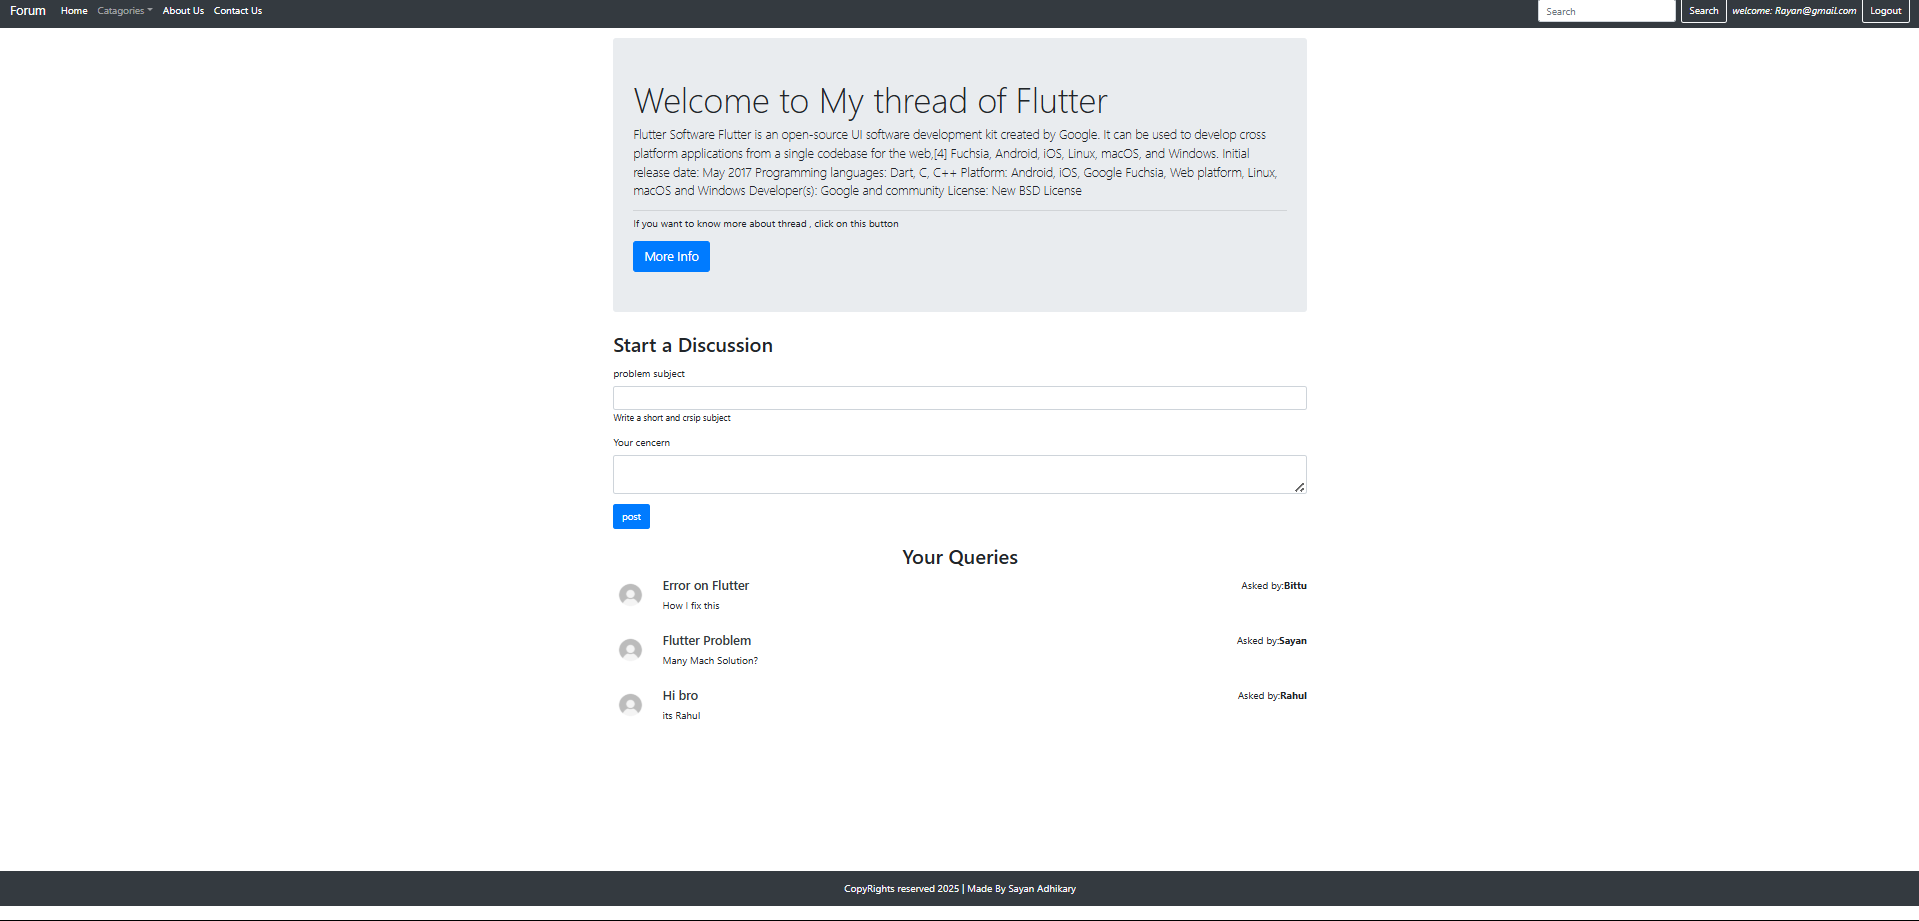 Forum Home Catagories About Us Contact Us Search Search welcome: Rayan@gmail.com Logout
Welcome to My thread of Flutter
Flutter Software Flutter is an open-source UI software development kit created by Google. It can be used to develop cross
platform applications from a single codebase for the web,[4] Fuchsia, Android, iOS, Linux, macOS, and Windows. Initial
release date: May 2017 Programming languages: Dart, C, C++ Platform: Android, iOS, Google Fuchsia, Web platform, Linux,
macOS and Windows Developer(s): Google and community License: New BSD License
If you want to know more about thread , click on this button
More Info
Start a Discussion
problem subject
Write a short and crsip subject
Your cencern
post
Your Queries
Error on Flutter Asked by:Bittu
How I fix this
Flutter Problem Asked by:Sayan
Many Mach Solution?
Hi bro Asked by:Rahul
its Rahul
CopyRights reserved 2025 | Made By Sayan Adhikary